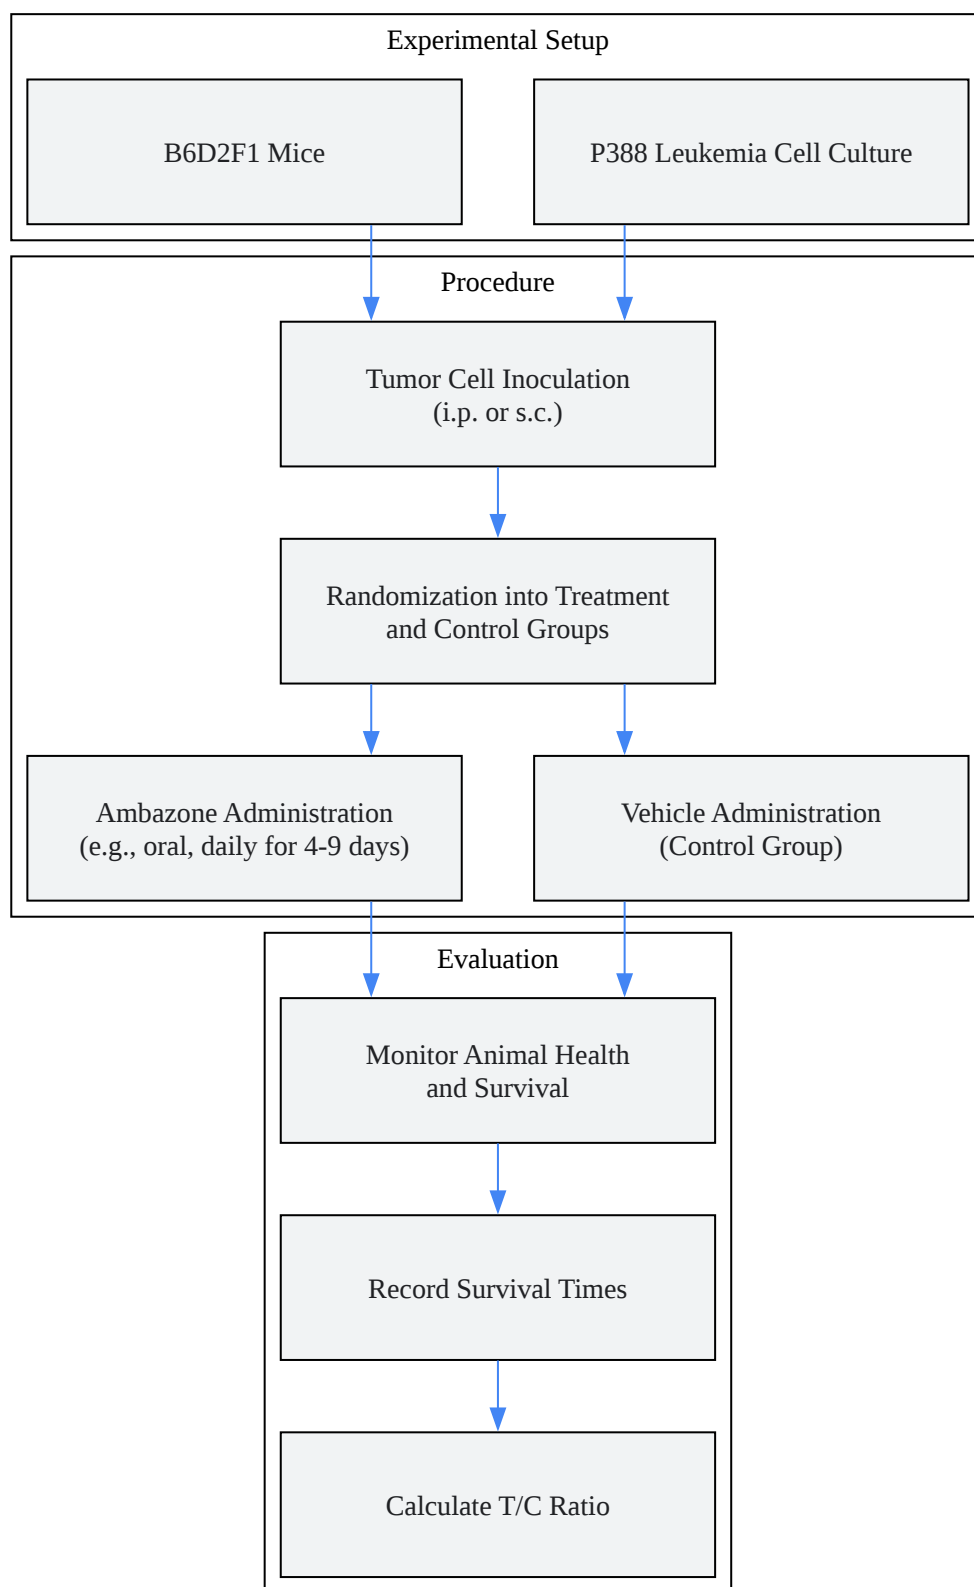 Experimental Setup
B6D2F1 Mice
P388 Leukemia Cell Culture
Procedure
Tumor Cell Inoculation
(i.p. or s.c.)
Randomization into Treatment
and Control Groups
Ambazone Administration
(e.g., oral, daily for 4-9 days)
Vehicle Administration
(Control Group)
Evaluation
Monitor Animal Health
and Survival
Record Survival Times
Calculate T/C Ratio